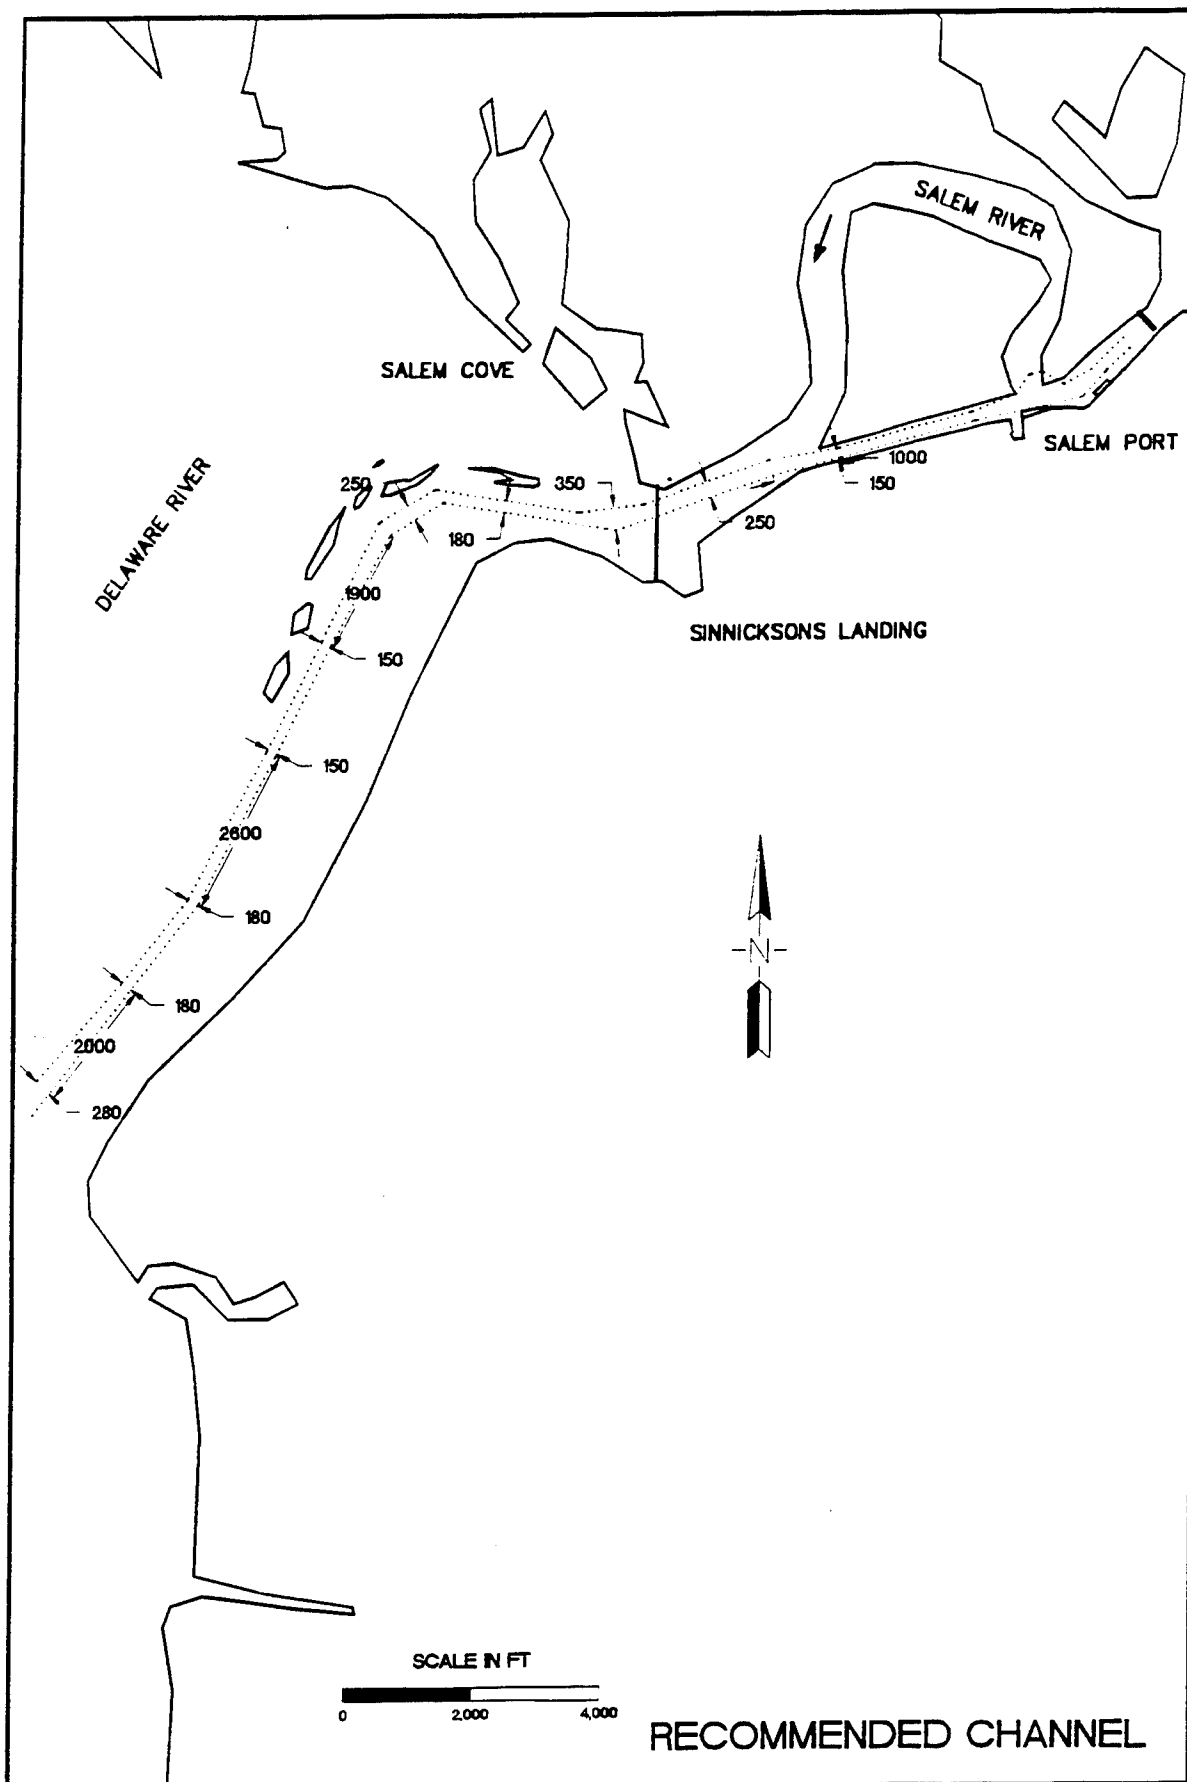 SALEM RIVER
SALEM COVE
SALEM PORT
1000
150
250
350
250
180
DELAWARE RIVER
1900
SINNICKSONS LANDING
150
150
2600
180
N
180
2000
280
SCALE IN FT
0 2,000 4,000
RECOMMENDED CHANNEL